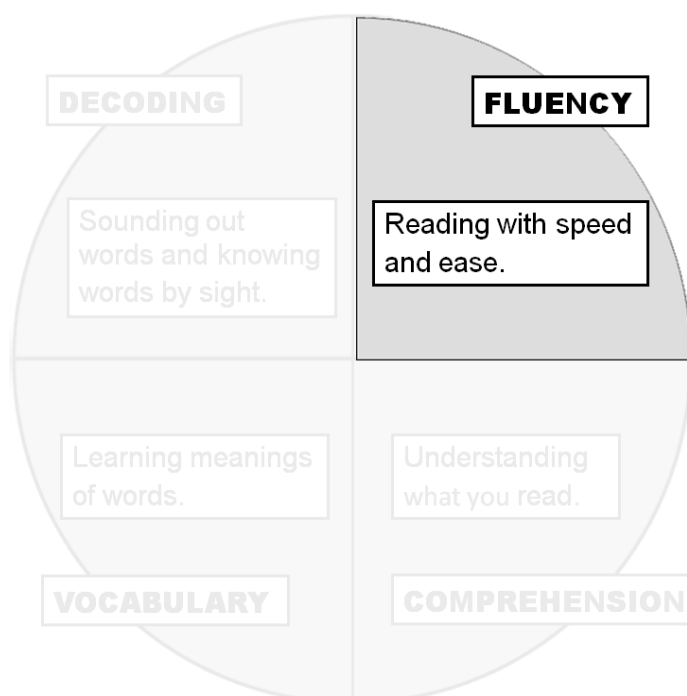 DECODING
Sounding out
words and knowing
words by sight.
FLUENCY
Reading with speed
and ease.
Learning meanings
of words.
VOCABULARY
Understanding
what you read.
COMPREHENSION